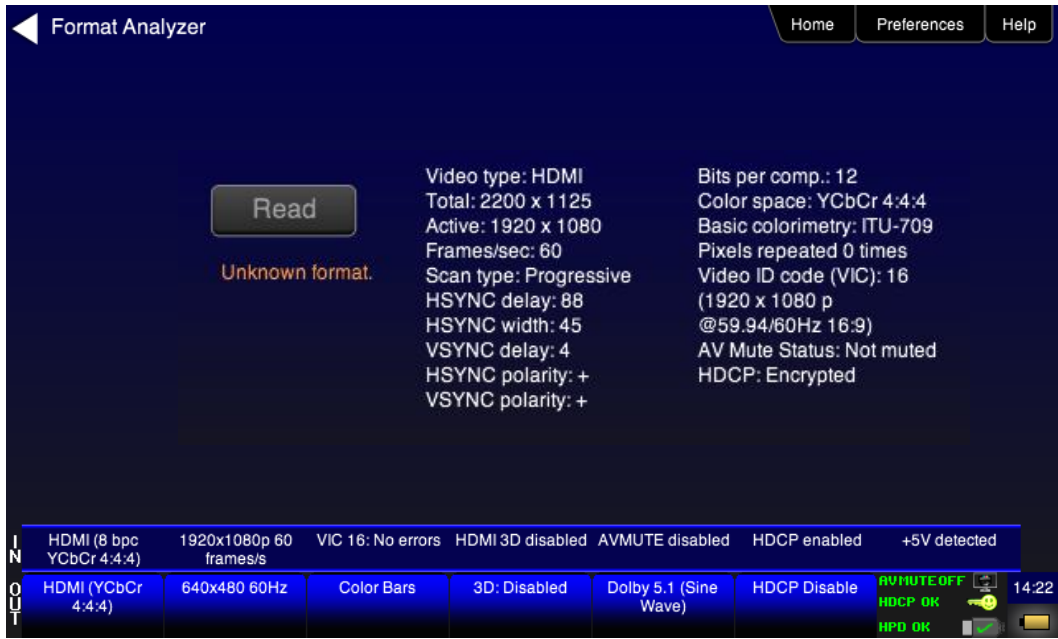 Format Analyzer
Home
Preferences
Help
Read
Unknown format.
Video type: HDMI
Total: 2200 x 1125
Active: 1920 x 1080
Frames/sec: 60
Scan type: Progressive
HSYNC delay: 88
HSYNC width: 45
VSYNC delay: 4
HSYNC polarity: +
VSYNC polarity: +
Bits per comp.: 12
Color space: YCbCr 4:4:4
Basic colorimetry: ITU-709
Pixels repeated 0 times
Video ID code (VIC): 16
(1920 x 1080 p
@59.94/60Hz 16:9)
AV Mute Status: Not muted
HDCP: Encrypted
IN
HDMI (8 bpc
YCbCr 4:4:4)
1920x1080p 60
frames/s
VIC 16: No errors
HDMI 3D disabled
AVMUTE disabled
HDCP enabled
+5V detected
OUT
HDMI (YCbCr
4:4:4)
640x480 60Hz
Color Bars
3D: Disabled
Dolby 5.1 (Sine
Wave)
HDCP Disable
AVMUTEOFF
HDCP OK
HPD OK
14:22